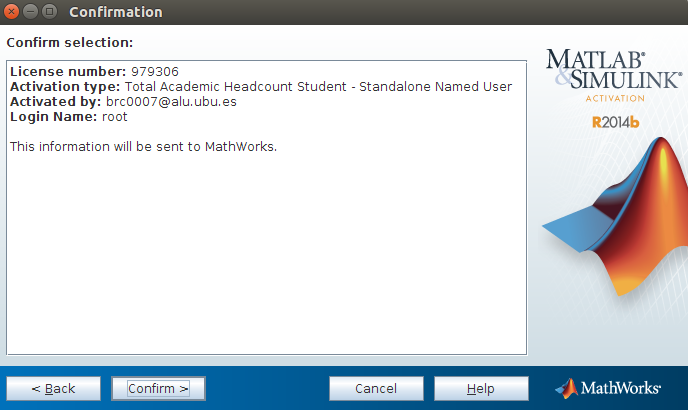 Confirmation
Confirm selection:
License number: 979306
Activation type: Total Academic Headcount Student - Standalone Named User
Activated by: brc0007@alu.ubu.es
Login Name: root
This information will be sent to MathWorks.
MATLAB®
&SIMULINK®
ACTIVATION
R2014b
< Back
Confirm >
Cancel
Help
MathWorks®